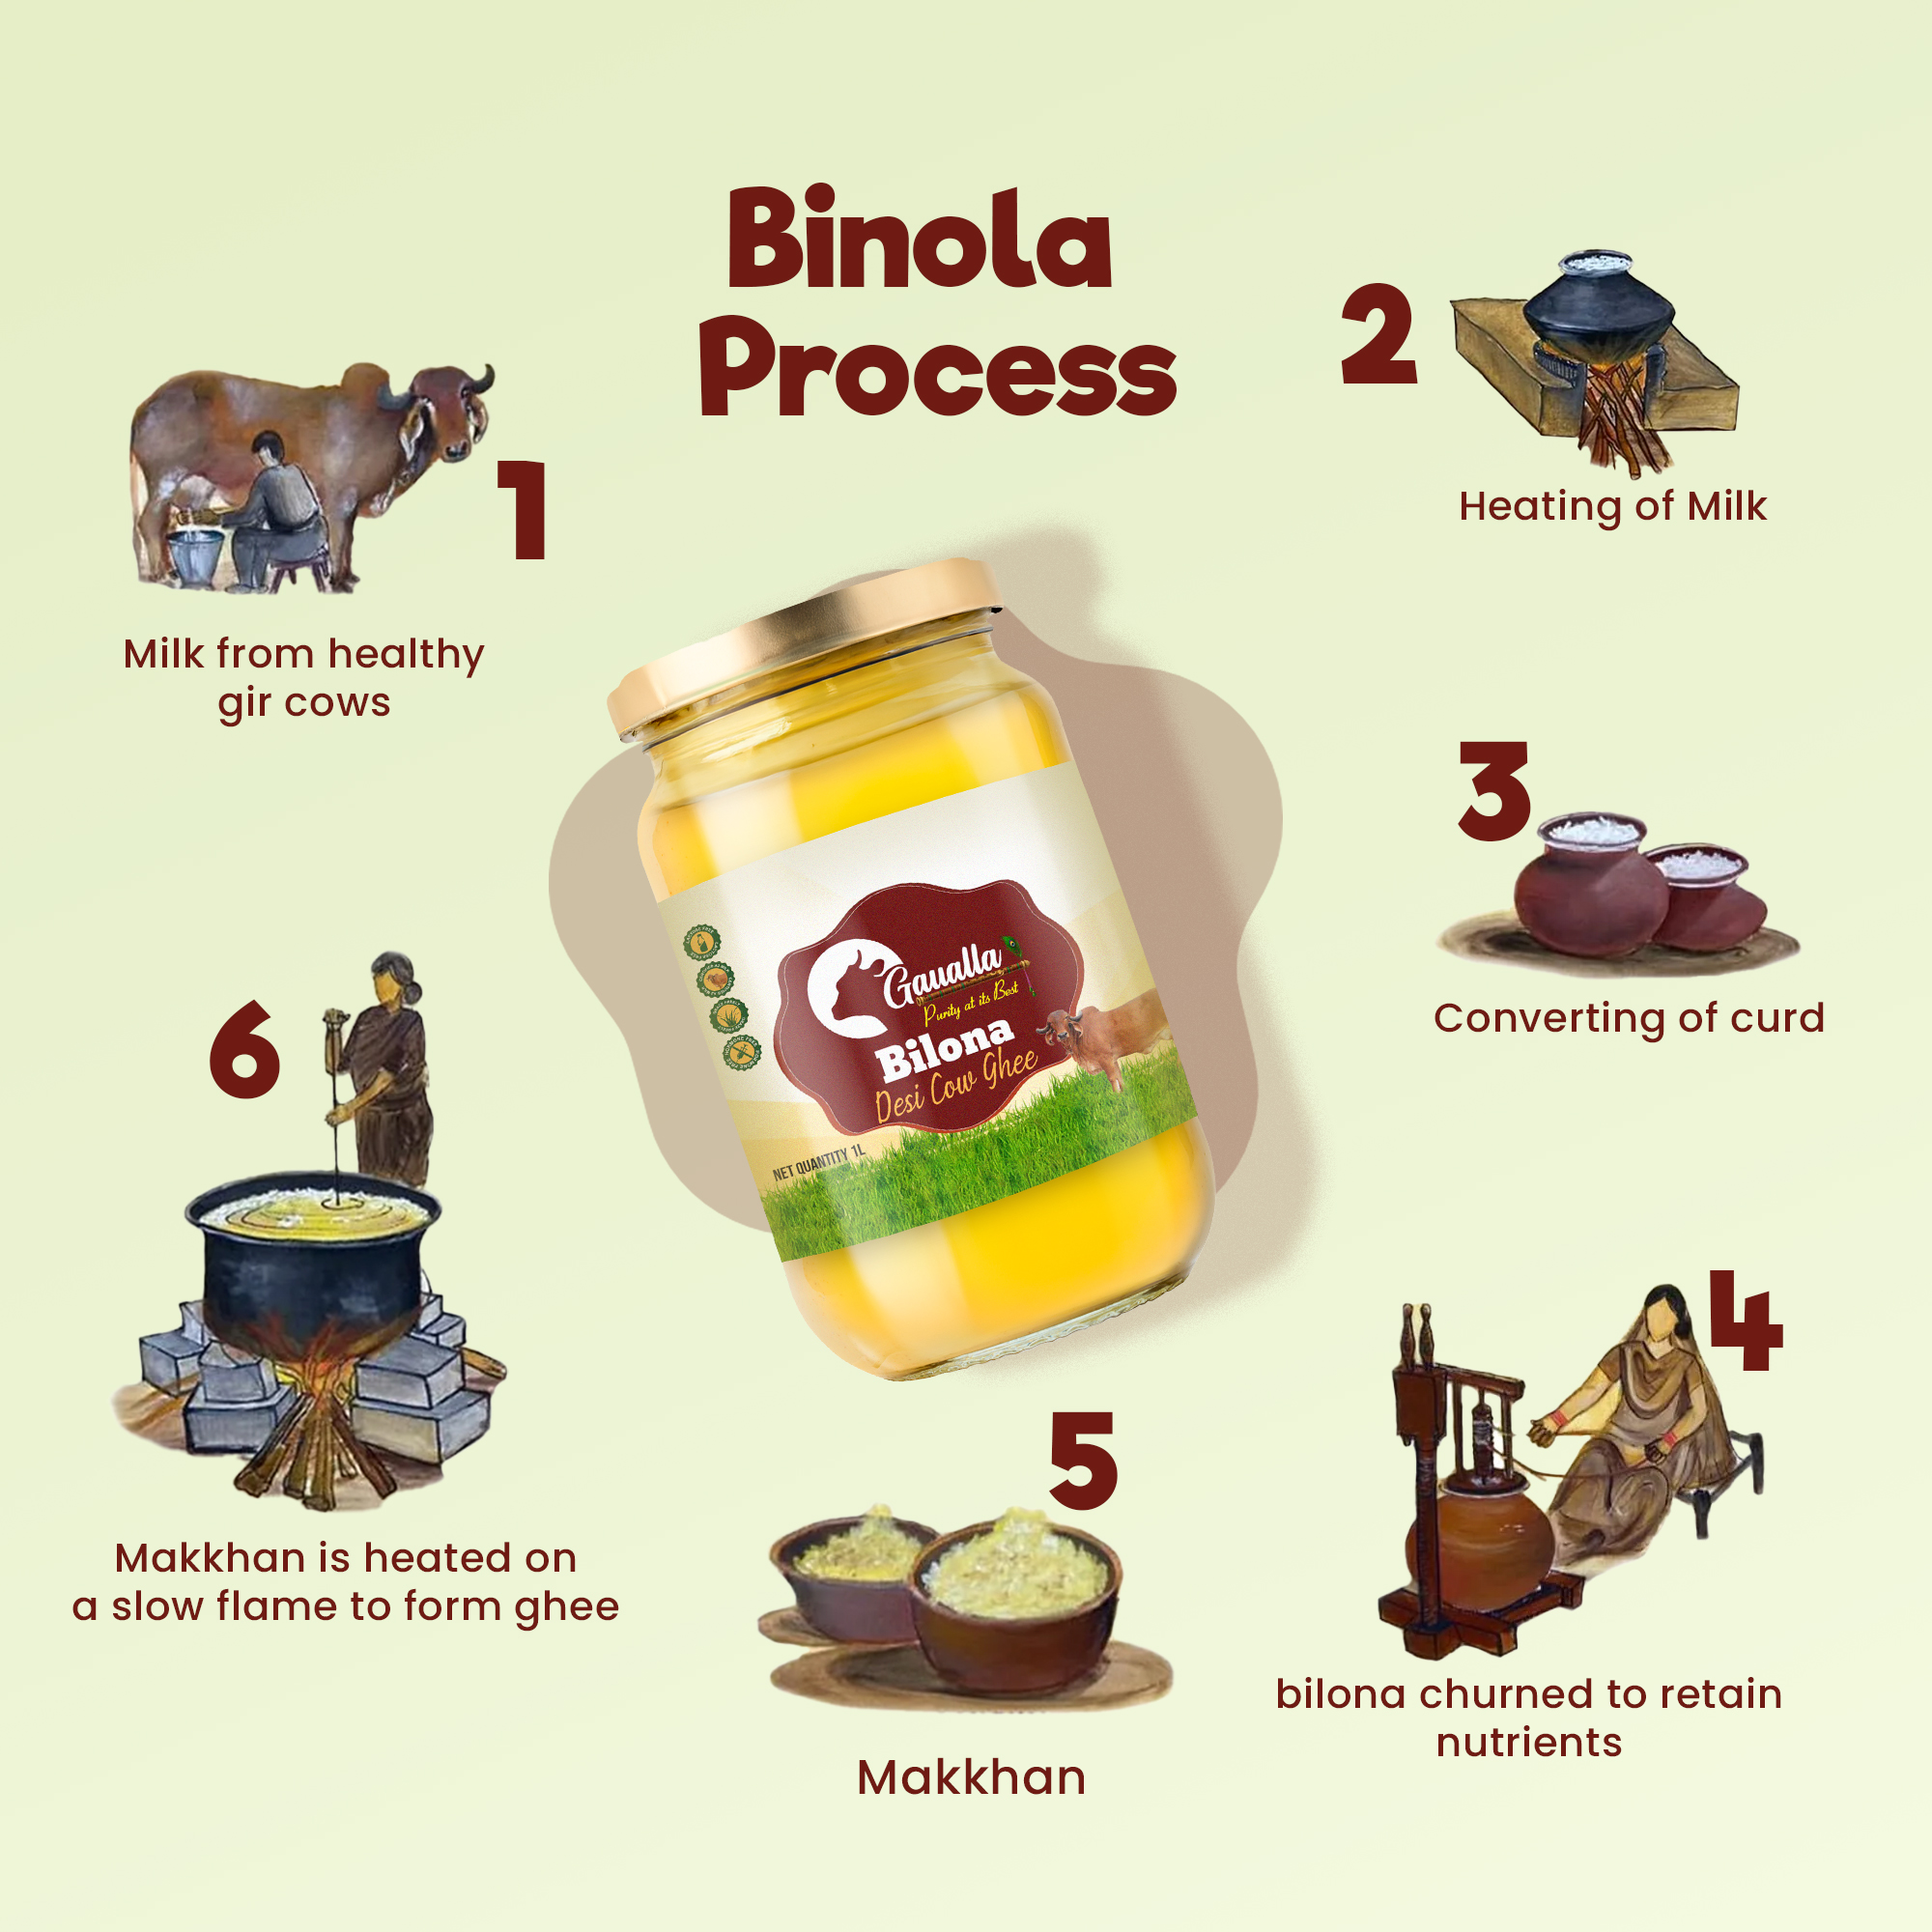 Binola
Process
1
Milk from healthy
gir cows
2
Heating of Milk
3
Converting of curd
4
bilona churned to retain
nutrients
5
Makkhan
6
Makkhan is heated on
a slow flame to form ghee
Gaualla
Purity at its Best
Bilona
Desi Cow Ghee
NET QUANTITY 1L